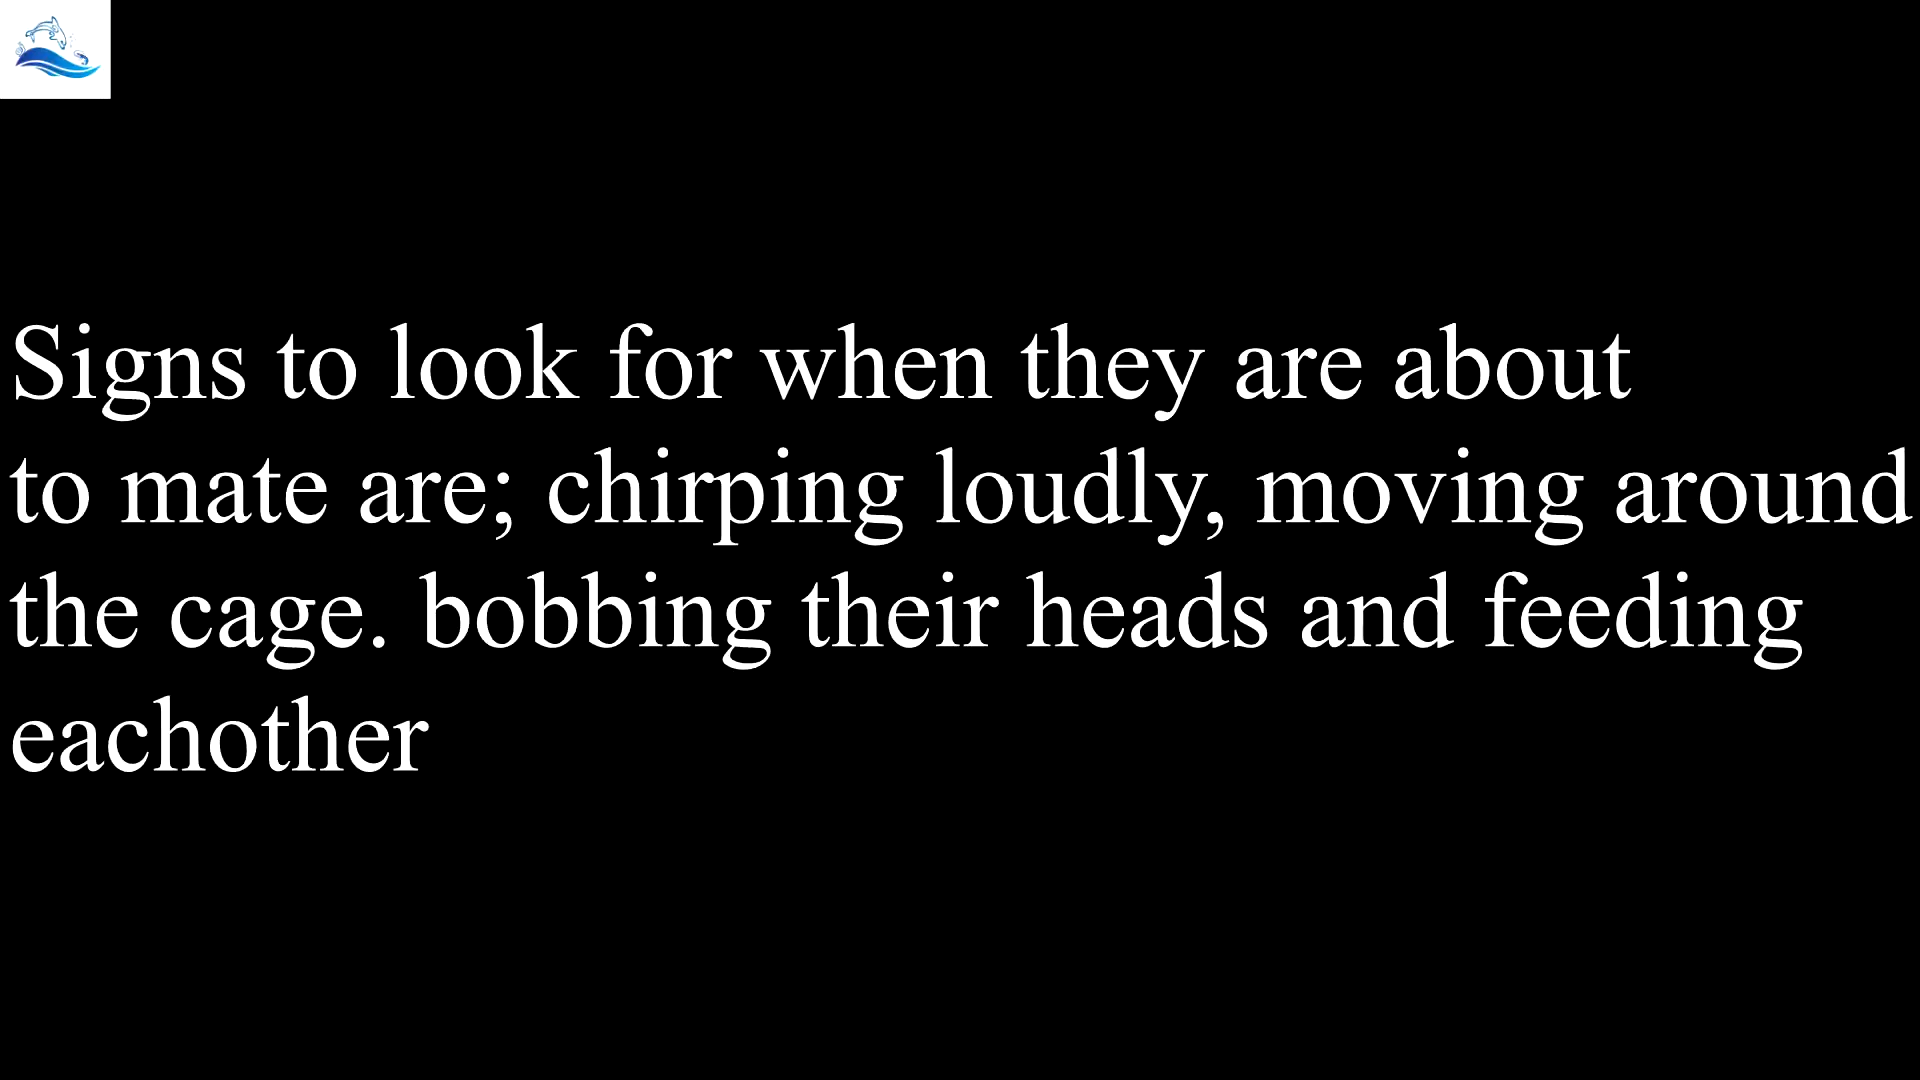 Signs to look for when they are about
to mate are; chirping loudly, moving around
the cage. bobbing their heads and feeding
eachother